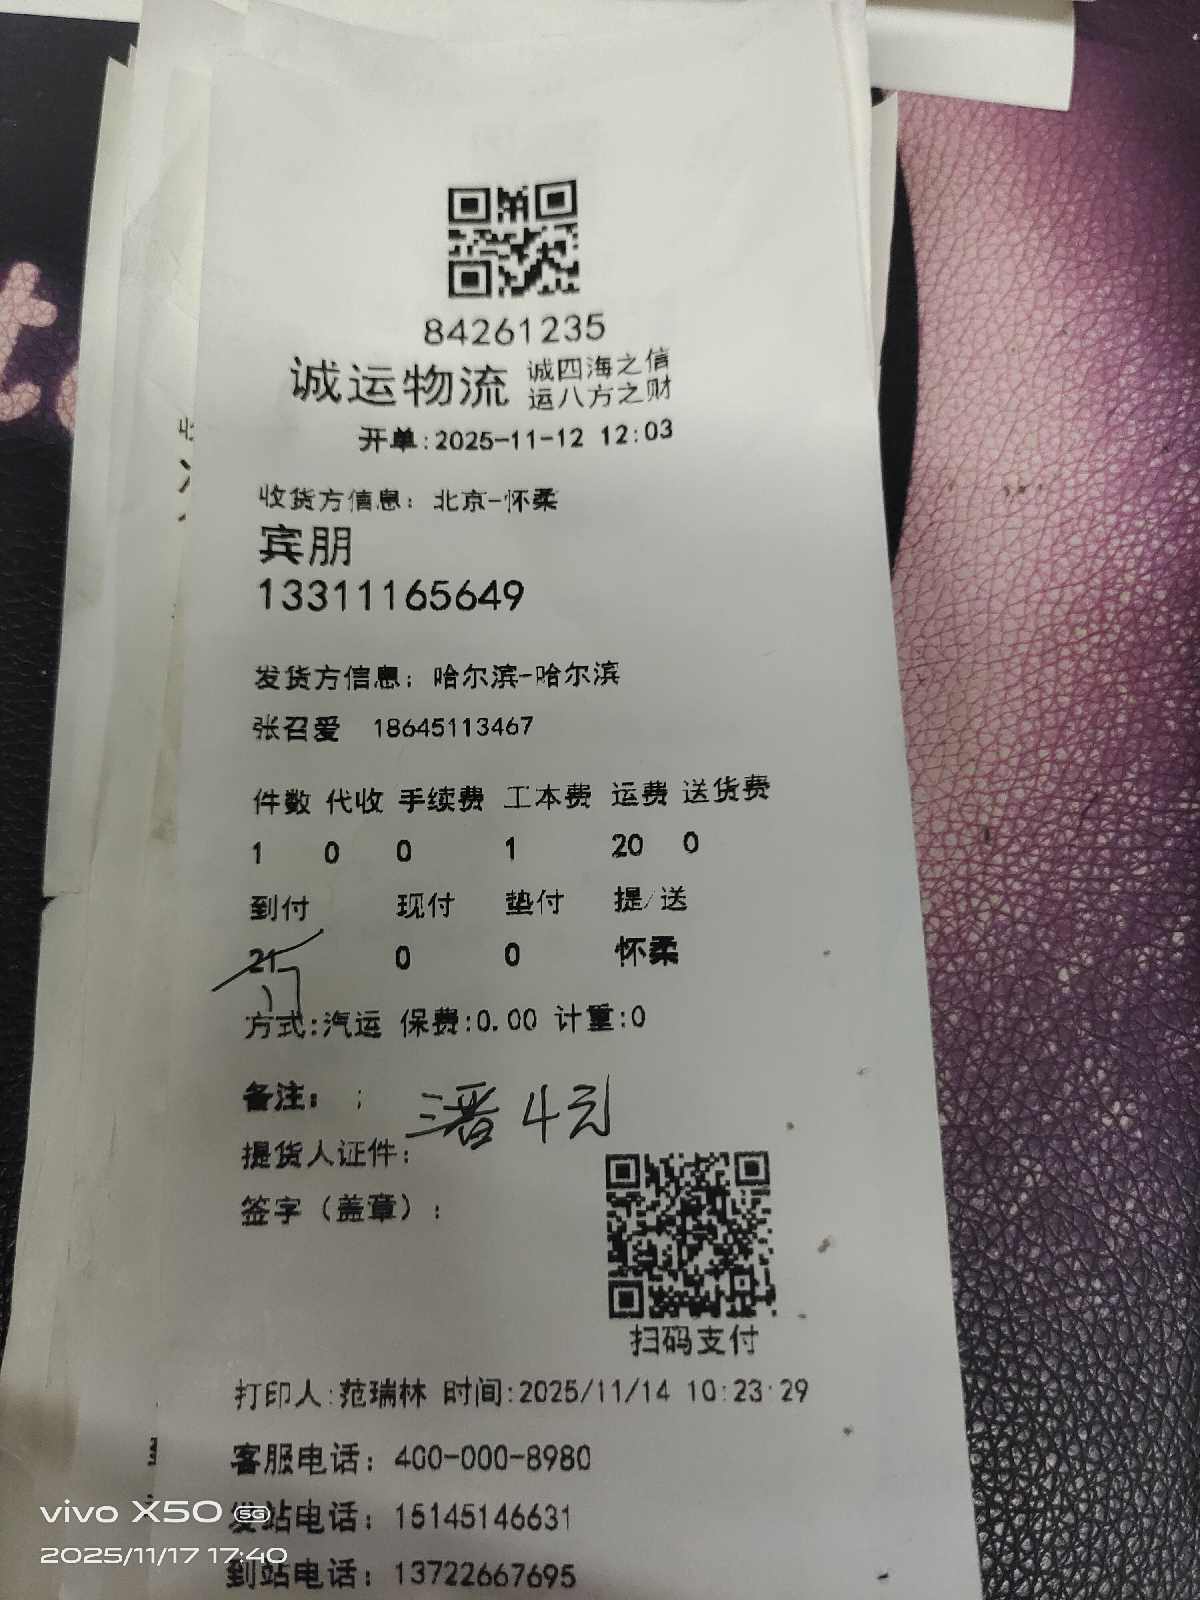 84261235
诚运物流 诚四海之信
运八方之财
开单:2025-11-12 12:03
收货方信息: 北京-怀柔
宾朋
13311165649
发货方信息: 哈尔滨-哈尔滨
张召爱 18645113467
件数 代收 手续费 工本费 运费 送货费
1 0 0 1 20 0
到付 现付 垫付 提/送
21 0 0 怀柔
方式:汽运 保费:0.00 计重:0
备注: ;
4元
提货人证件:
签字(盖章):
扫码支付
打印人:范瑞林 时间:2025/11/14 10:23:29
客服电话: 400-000-8980
发站电话: 15145146631
到站电话: 13722667695
vivo X50 5G
2025/11/17 17:40